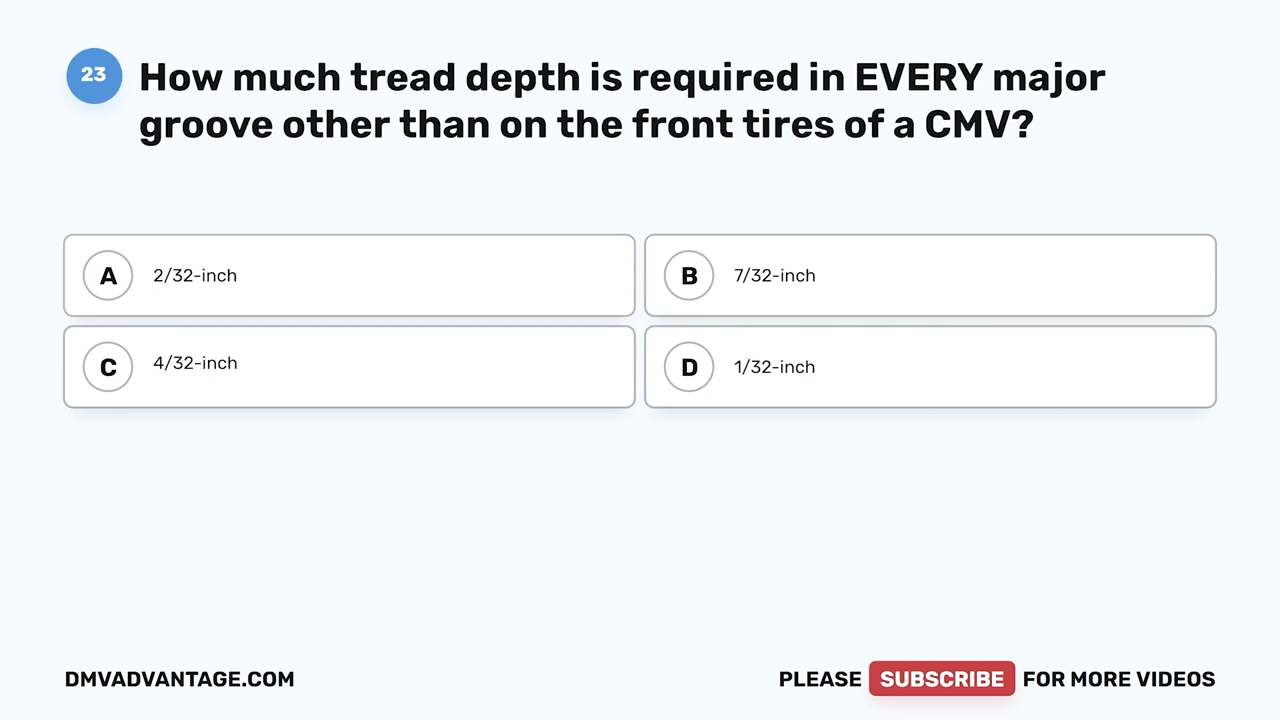 23
How much tread depth is required in EVERY major
groove other than on the front tires of a CMV?
A 2/32-inch
B 7/32-inch
C 4/32-inch
D 1/32-inch
DMVADVANTAGE.COM
PLEASE SUBSCRIBE FOR MORE VIDEOS